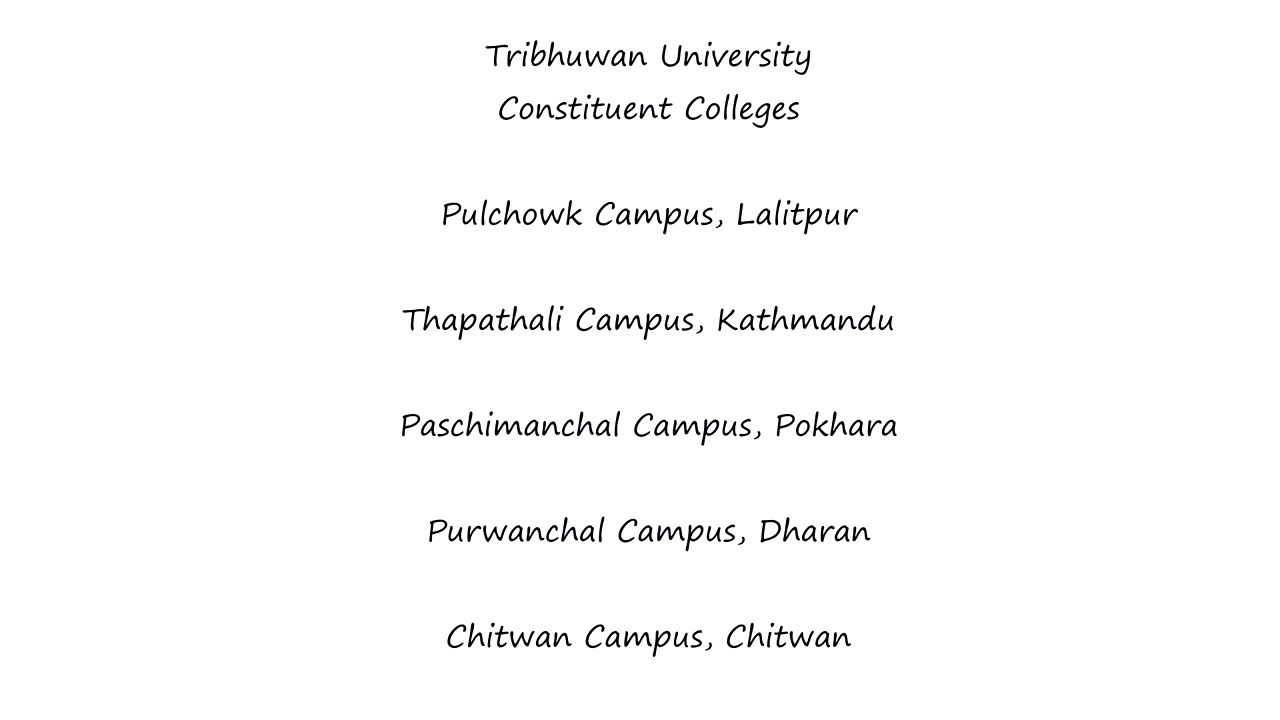 Tribhuwan University
Constituent Colleges
Pulchowk Campus, Lalitpur
Thapathali Campus, Kathmandu
Paschimanchal Campus, Pokhara
Purwanchal Campus, Dharan
Chitwan Campus, Chitwan